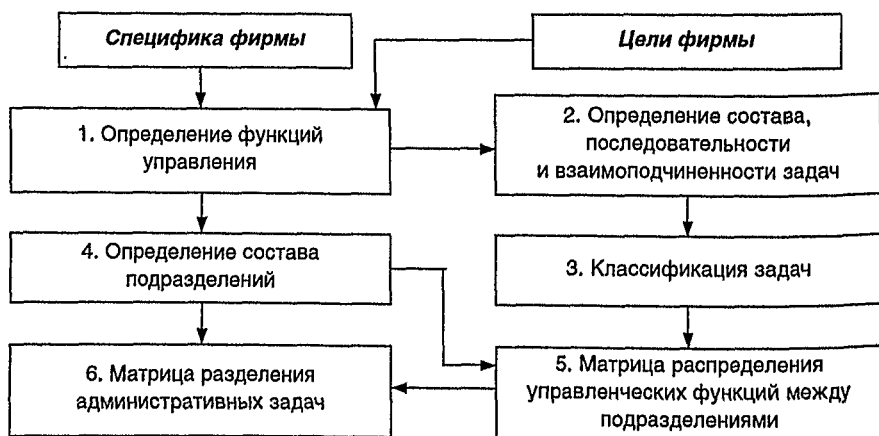 Специфика фирмы
Цели фирмы
1. Определение функций
управления
2. Определение состава,
последовательности
и взаимоподчиненности задач
4. Определение состава
подразделений
3. Классификация задач
6. Матрица разделения
административных задач
5. Матрица распределения
управленческих функций между
подразделениями